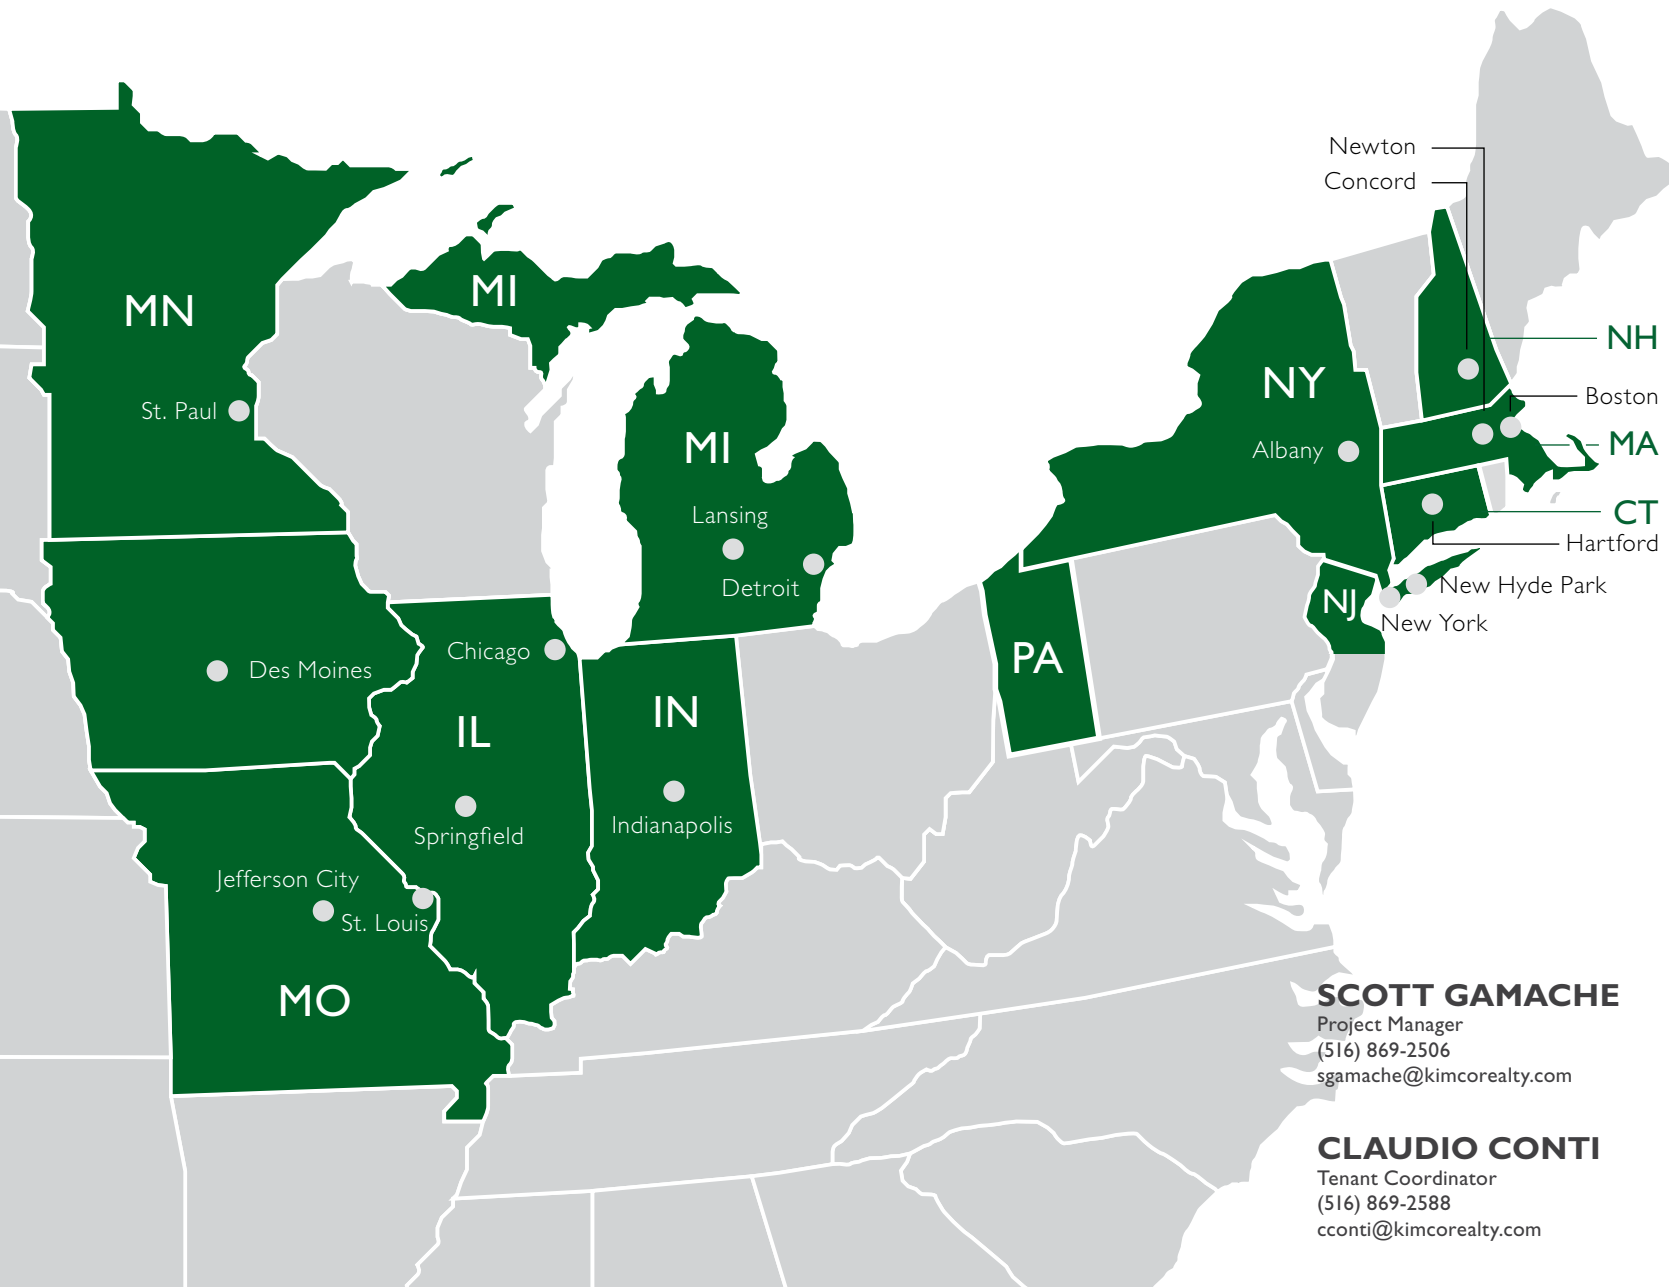 Newton
Concord
MN
MI
NH
NY
Boston
St. Paul
MI
Albany
MA
Lansing
CT
Hartford
Detroit
New Hyde Park
NJ
New York
Chicago
PA
Des Moines
IN
IL
Indianapolis
Springfield
Jefferson City
St. Louis
MO
SCOTT GAMACHE
Project Manager
(516) 869-2506
sgamache@kimcorealty.com
CLAUDIO CONTI
Tenant Coordinator
(516) 869-2588
cconti@kimcorealty.com